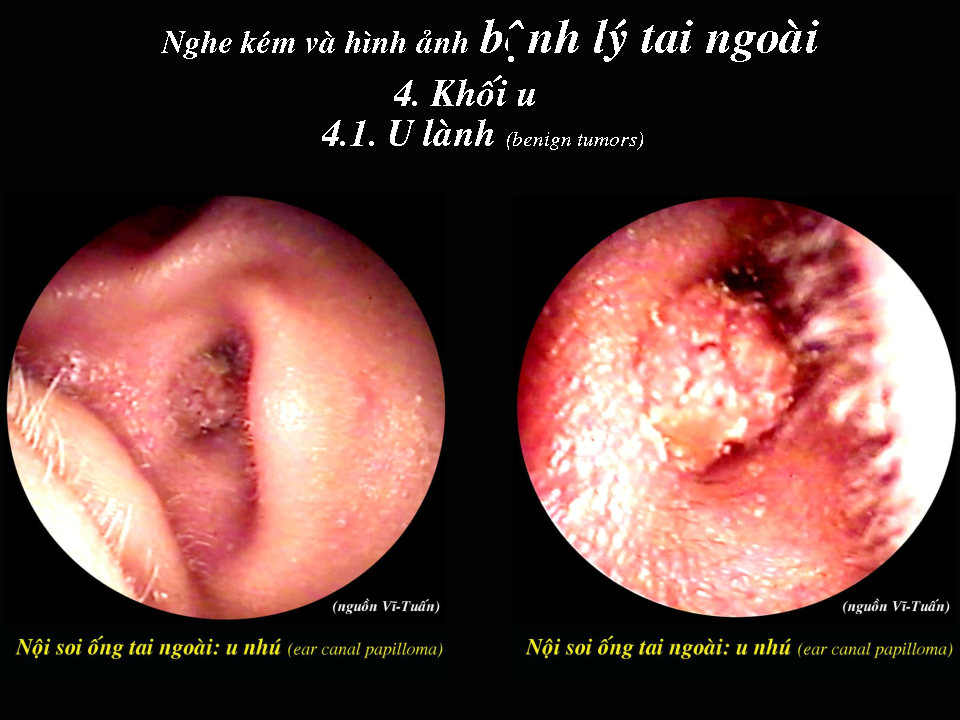 Nghe kém và hình ảnh bệnh lý tai ngoài
4. Khối u
4.1. U lành (benign tumors)
(nguồn Vĩ-Tuấn)
(nguồn Vĩ-Tuấn)
Nội soi ống tai ngoài: u nhú (ear canal papilloma)
Nội soi ống tai ngoài: u nhú (ear canal papilloma)